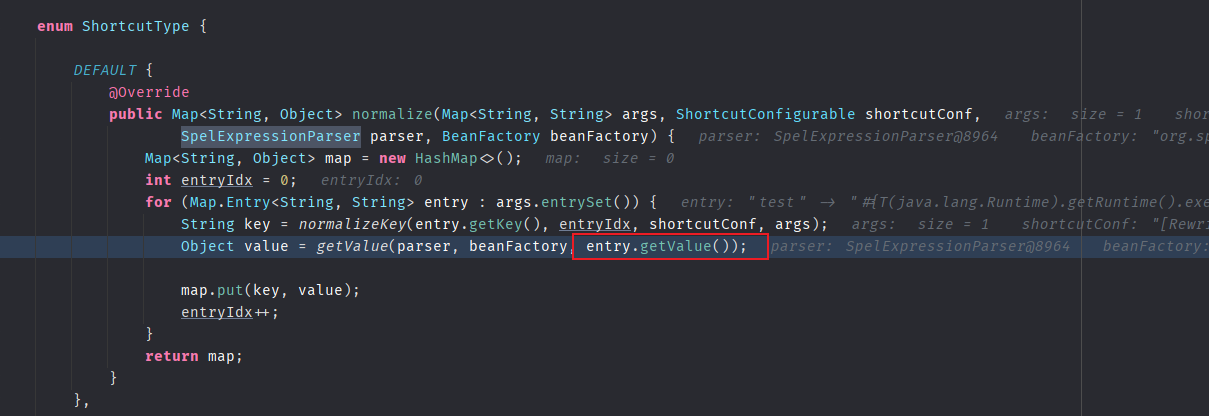 enum ShortcutType {
DEFAULT {
@Override
public Map<String, Object> normalize(Map<String, String> args, ShortcutConfigurable shortcutConf, args: size = 1 shor
SpelExpressionParser parser, BeanFactory beanFactory) { parser: SpelExpressionParser@8964 beanFactory: "org.sp
Map<String, Object> map = new HashMap<>(); map: size = 0
int entryIdx = 0; entryIdx: 0
for (Map.Entry<String, String> entry : args.entrySet()) { entry: "test" -> "#{T(java.lang.Runtime).getRuntime().exe
String key = normalizeKey(entry.getKey(), entryIdx, shortcutConf, args); args: size = 1 shortcutConf: "[Rewri
Object value = getValue(parser, beanFactory, entry.getValue()); parser: SpelExpressionParser@8964 beanFactory:
map.put(key, value);
entryIdx++;
}
return map;
}
},